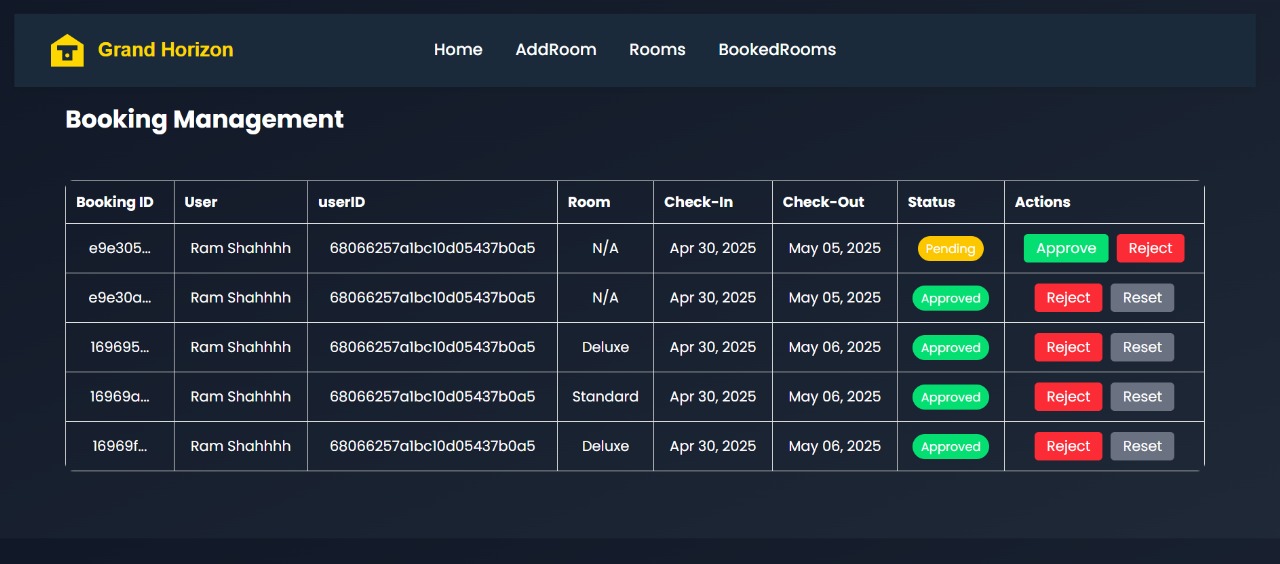 Grand Horizon Home AddRoom Rooms BookedRooms
Booking Management
Booking ID User userID Room Check-In Check-Out Status Actions
e9e305... Ram Shahhhh 68066257a1bc10d05437b0a5 N/A Apr 30, 2025 May 05, 2025 Pending Approve Reject
e9e30a... Ram Shahhhh 68066257a1bc10d05437b0a5 N/A Apr 30, 2025 May 05, 2025 Approved Reject Reset
169695... Ram Shahhhh 68066257a1bc10d05437b0a5 Deluxe Apr 30, 2025 May 06, 2025 Approved Reject Reset
16969a... Ram Shahhhh 68066257a1bc10d05437b0a5 Standard Apr 30, 2025 May 06, 2025 Approved Reject Reset
16969f... Ram Shahhhh 68066257a1bc10d05437b0a5 Deluxe Apr 30, 2025 May 06, 2025 Approved Reject Reset